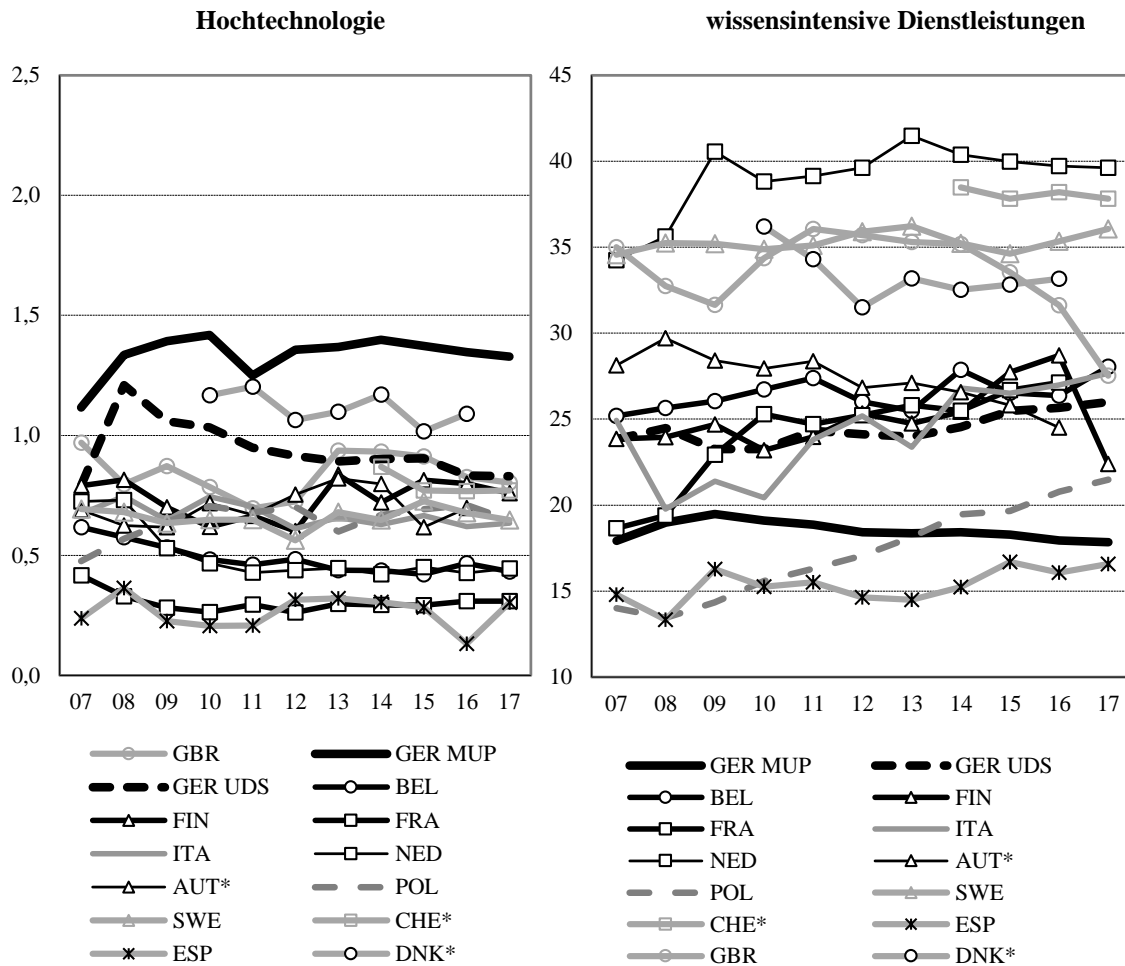 Hochtechnologie
wissensintensive Dienstleistungen
2,5
2,0
1,5
1,0
0,5
0,0
07 08 09 10 11 12 13 14 15 16 17
GBR GER MUP
GER UDS BEL
FIN FRA
ITA NED
AUT* POL
SWE CHE*
ESP DNK*
45
40
35
30
25
20
15
10
07 08 09 10 11 12 13 14 15 16 17
GER MUP GER UDS
BEL FIN
FRA ITA
NED AUT*
POL SWE
CHE* ESP
GBR DNK*